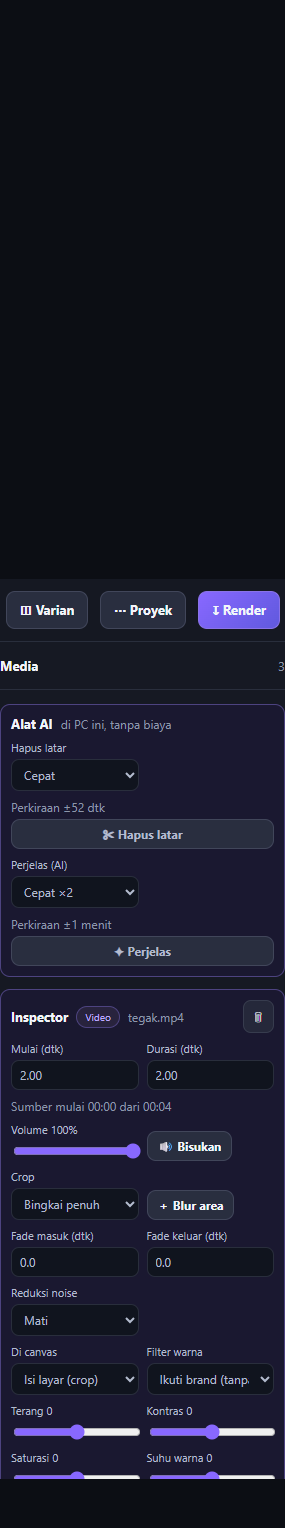 Varian
Proyek
Render
Media 3
Alat AI di PC ini, tanpa biaya
Hapus latar
Cepat
Perkiraan ±52 dtk
Hapus latar
Perjelas (AI)
Cepat ×2
Perkiraan ±1 menit
Perjelas
Inspector Video tegak.mp4
Mulai (dtk) Durasi (dtk)
2.00 2.00
Sumber mulai 00:00 dari 00:04
Volume 100%
Bisukan
Crop
Bingkai penuh
+ Blur area
Fade masuk (dtk) Fade keluar (dtk)
0.0 0.0
Reduksi noise
Mati
Di canvas Filter warna
Isi layar (crop) Ikuti brand (tanp
Terang 0 Kontras 0
Saturasi 0 Suhu warna 0